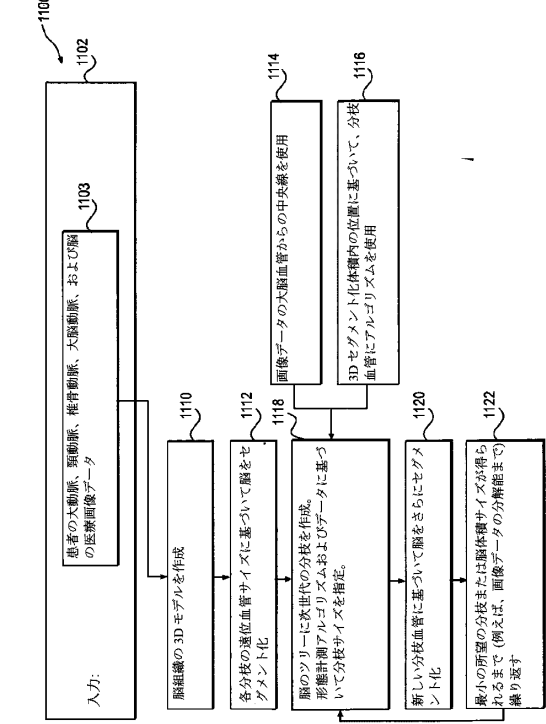 1100
1102
入力:
1103
患者の大動脈、頸動脈、椎骨動脈、大脳動脈、および脳
の医療画像データ
1110
脳組織の 3D モデルを作成
1112
各分枝の遠位血管サイズに基づいて脳をセ
グメント化
1114
画像データの大脳血管からの中央線を使用
1116
3D セグメント化体積内の位置に基づいて、分枝
血管にアルゴリズムを使用
1118
脳のツリーに次世代の分枝を作成。
形態計測アルゴリズムおよびデータに基づ
いて分枝サイズを指定。
1120
新しい分枝血管に基づいて脳をさらにセグメ
ント化
1122
最小の所望の分枝または脳体積サイズが得ら
れるまで (例えば、画像データの分解能まで)
繰り返す